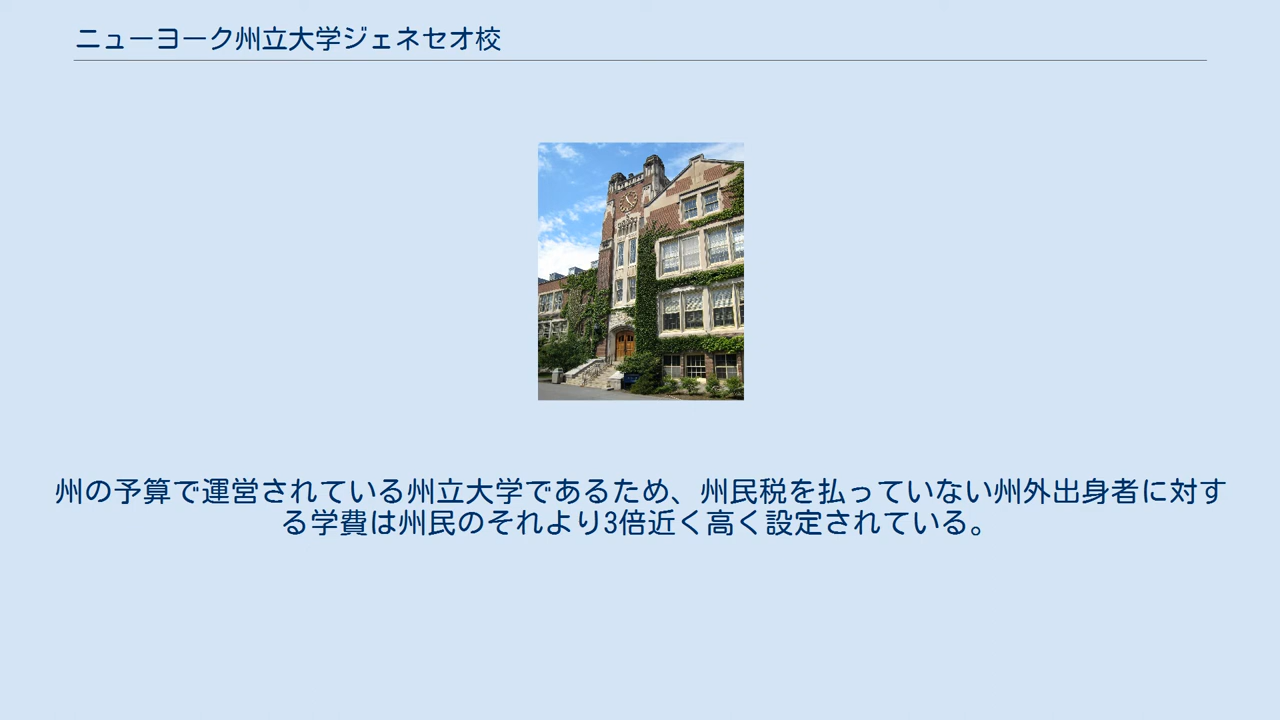 ニューヨーク州立大学ジェネセオ校
州の予算で運営されている州立大学であるため、州民税を払っていない州外出身者に対す
る学費は州民のそれより3倍近く高く設定されている。